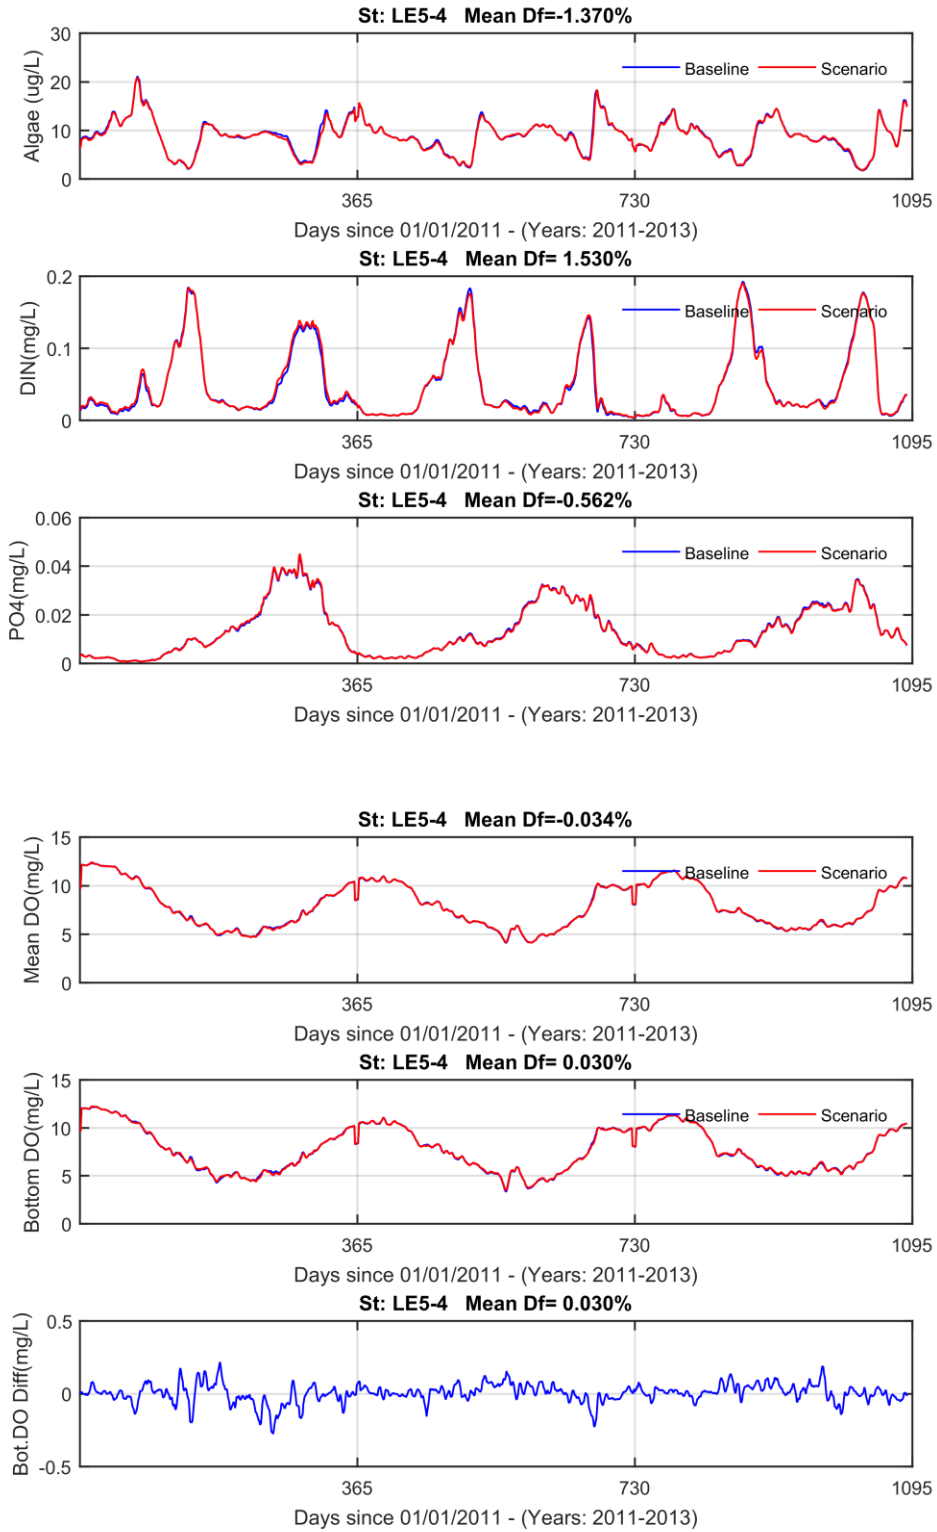 St: LE5-4 Mean Df=-1.370%
30
20
10
0
Algae (ug/L)
Baseline
Scenario
365
730
1095
Days since 01/01/2011 - (Years: 2011-2013)
St: LE5-4 Mean Df= 1.530%
0.2
0.1
0
DIN(mg/L)
Baseline
Scenario
365
730
1095
Days since 01/01/2011 - (Years: 2011-2013)
St: LE5-4 Mean Df=-0.562%
0.06
0.04
0.02
0
PO4(mg/L)
Baseline
Scenario
365
730
1095
Days since 01/01/2011 - (Years: 2011-2013)
St: LE5-4 Mean Df=-0.034%
15
10
5
0
Mean DO(mg/L)
Baseline
Scenario
365
730
1095
Days since 01/01/2011 - (Years: 2011-2013)
St: LE5-4 Mean Df= 0.030%
15
10
5
0
Bottom DO(mg/L)
Baseline
Scenario
365
730
1095
Days since 01/01/2011 - (Years: 2011-2013)
St: LE5-4 Mean Df= 0.030%
0.5
0
-0.5
Bot.DO Diff(mg/L)
365
730
1095
Days since 01/01/2011 - (Years: 2011-2013)